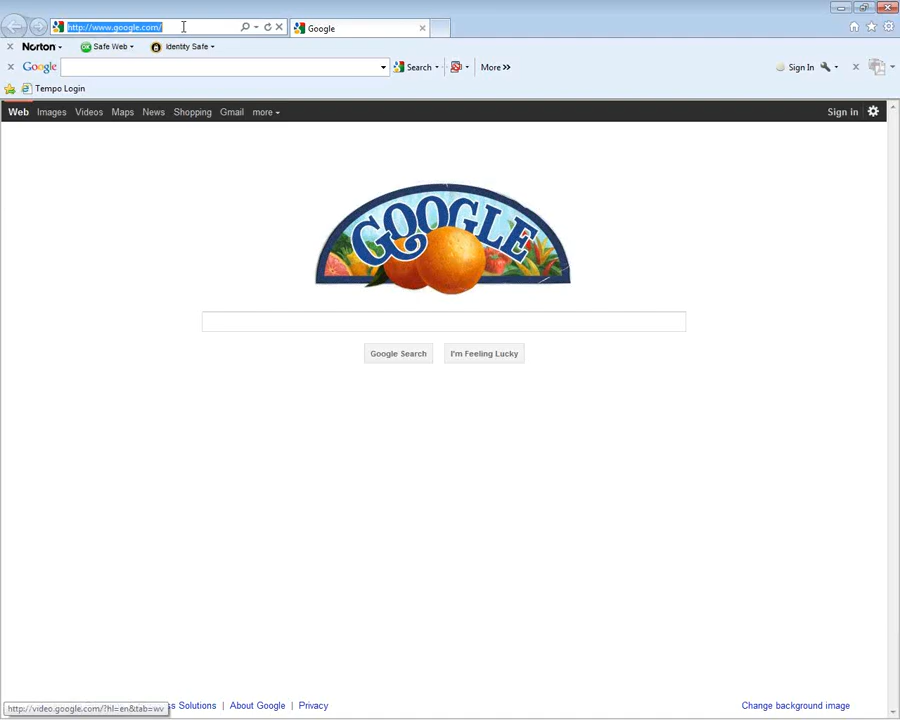 http://www.google.com/
Google
Norton
Safe Web
Identity Safe
Google
Search
More >>
Sign In
Tempo Login
Web Images Videos Maps News Shopping Gmail more
Sign in
GOOGLE
Google Search
I'm Feeling Lucky
http://video.google.com/?hl=en&tab=wv
Solutions | About Google | Privacy
Change background image